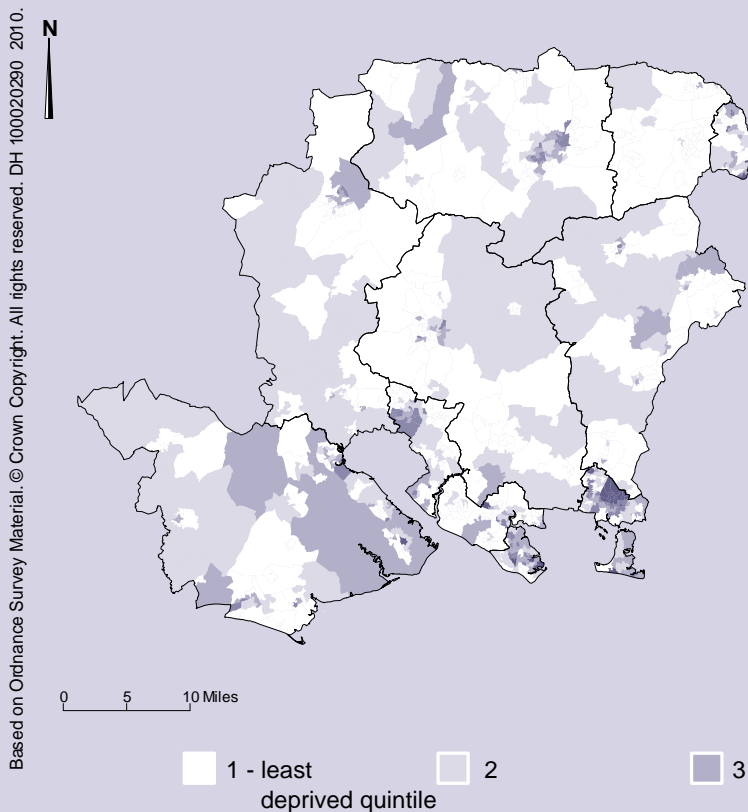 Based on Ordnance Survey Material. © Crown Copyright. All rights reserved. DH 100020290 2010.
N
0 5 10 Miles
1 - least
deprived quintile
2
3